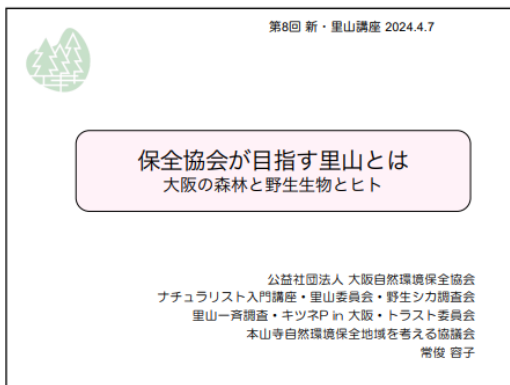 第8回 新・里山講座 2024.4.7
保全協会が目指す里山とは
大阪の森林と野生生物とヒト
公益社団法人 大阪自然環境保全協会
ナチュラリスト入門講座・里山委員会・野生シカ調査会
里山一斉調査・キツネP in 大阪・トラスト委員会
本山寺自然環境保全地域を考える協議会
常俊 容子